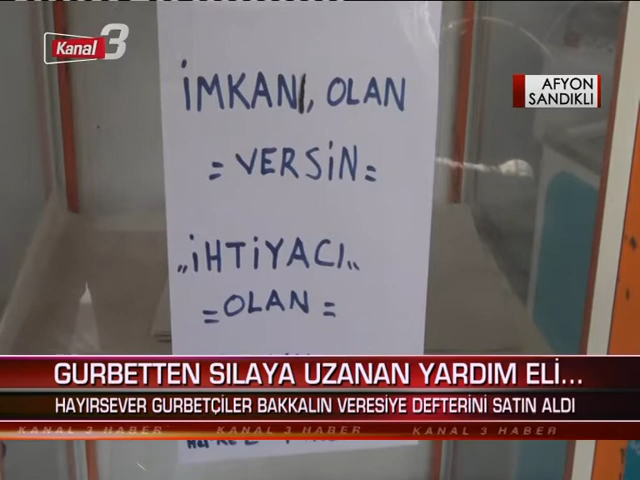 Kanal 3
AFYON
SANDIKLI
İMKANI, OLAN
= VERSİN =
„İHTİYACI„
= OLAN =
GURBETTEN SILAYA UZANAN YARDIM ELİ...
HAYIRSEVER GURBETÇİLER BAKKALIN VERESİYE DEFTERİNİ SATIN ALDI
KANAL 3 HABER KANAL 3 HABER KANAL 3 HABER